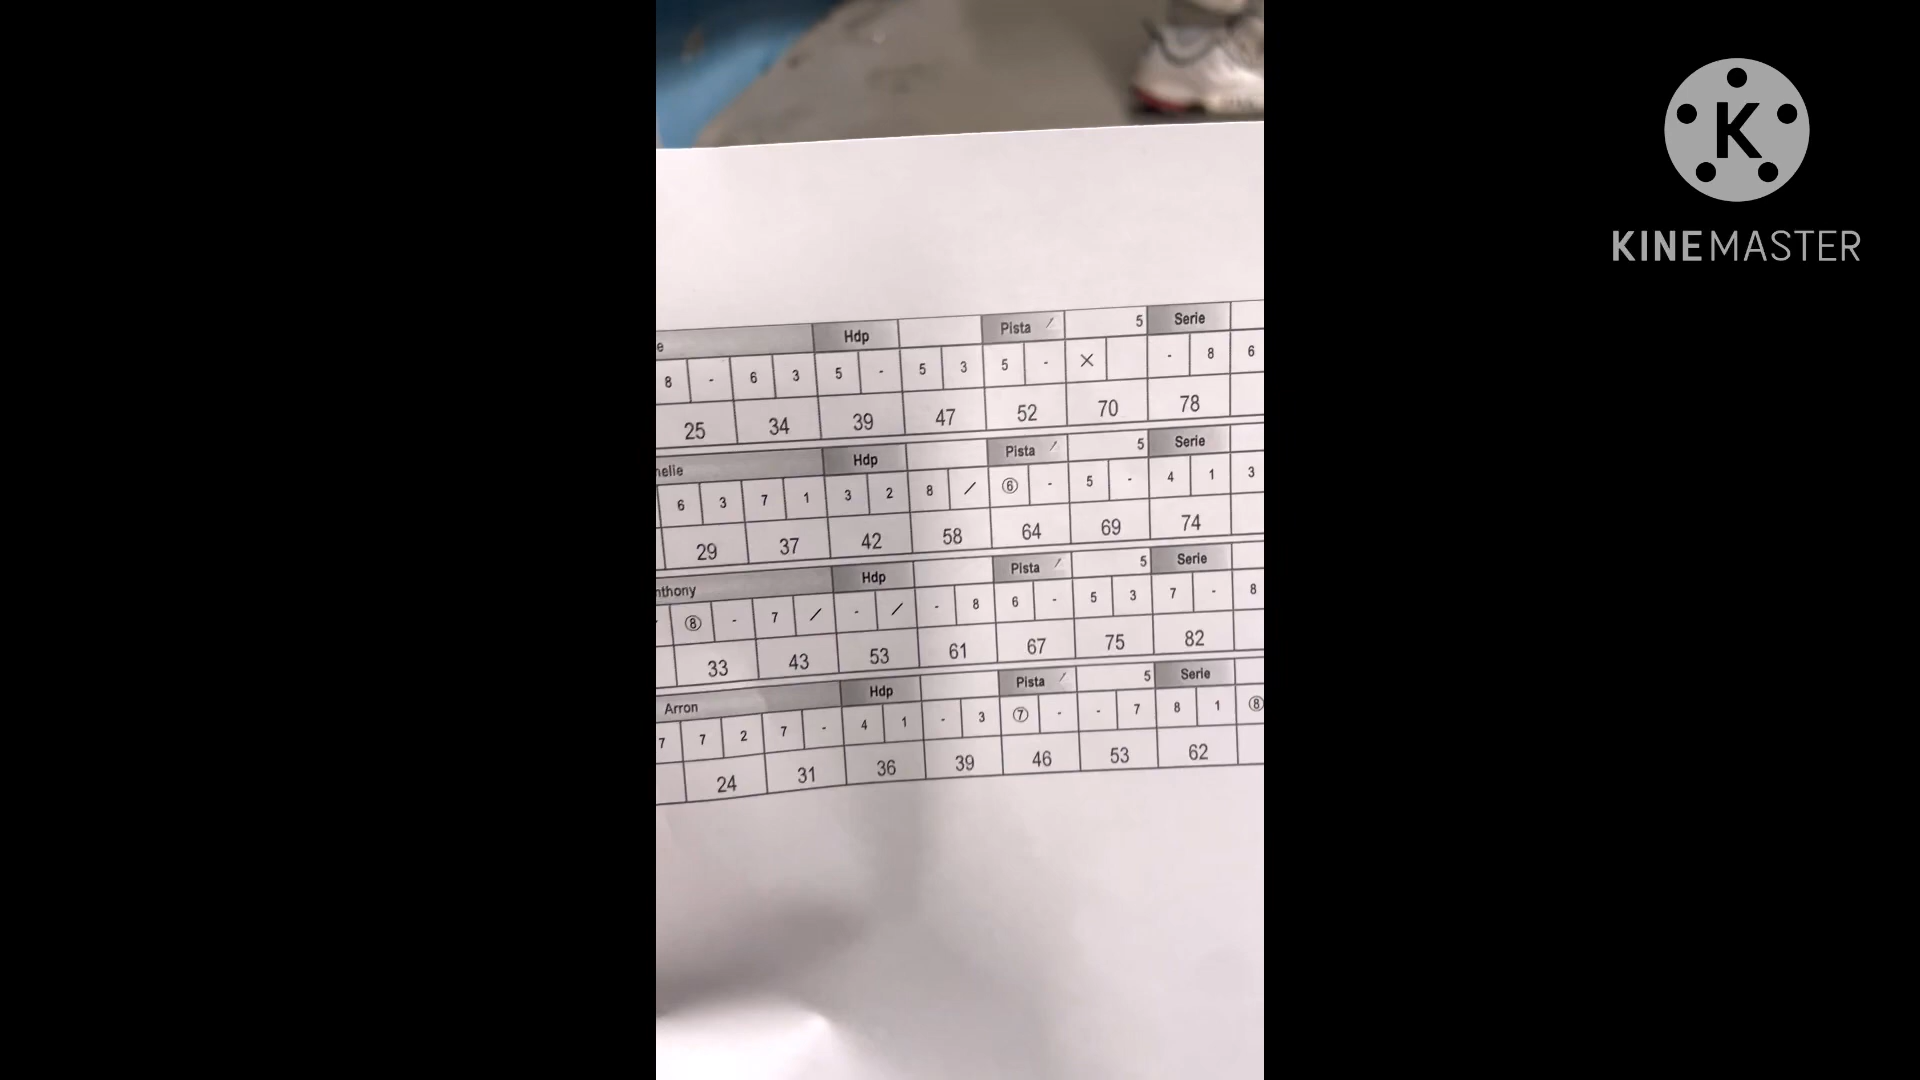 KINEMASTER
e Hdp Pista / 5 Serie
8 - 6 3 5 - 5 3 5 - X - 8 6
25 34 39 47 52 70 78
elie Hdp Pista / 5 Serie
6 3 7 1 3 2 8 / ⑥ - 5 - 4 1 3
29 37 42 58 64 69 74
nthony Hdp Pista / 5 Serie
⑧ - 7 / - / - 8 6 - 5 3 7 - 8
33 43 53 61 67 75 82
Arron Hdp Pista / 5 Serie
7 7 2 7 - 4 1 - 3 ⑦ - - 7 8 1 ⑧
24 31 36 39 46 53 62